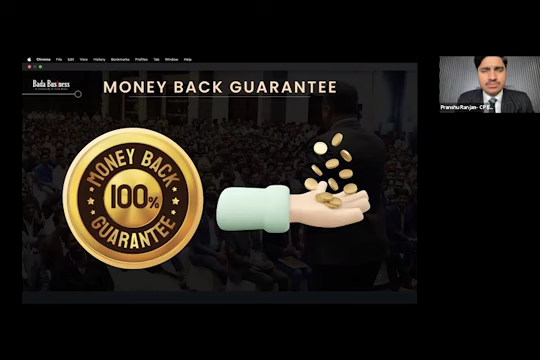 Chrome File Edit View History Bookmarks Profiles Tab Window Help
Bada Business
MONEY BACK GUARANTEE
MONEY BACK
100%
GUARANTEE
Pranshu Ranjan- CP E...